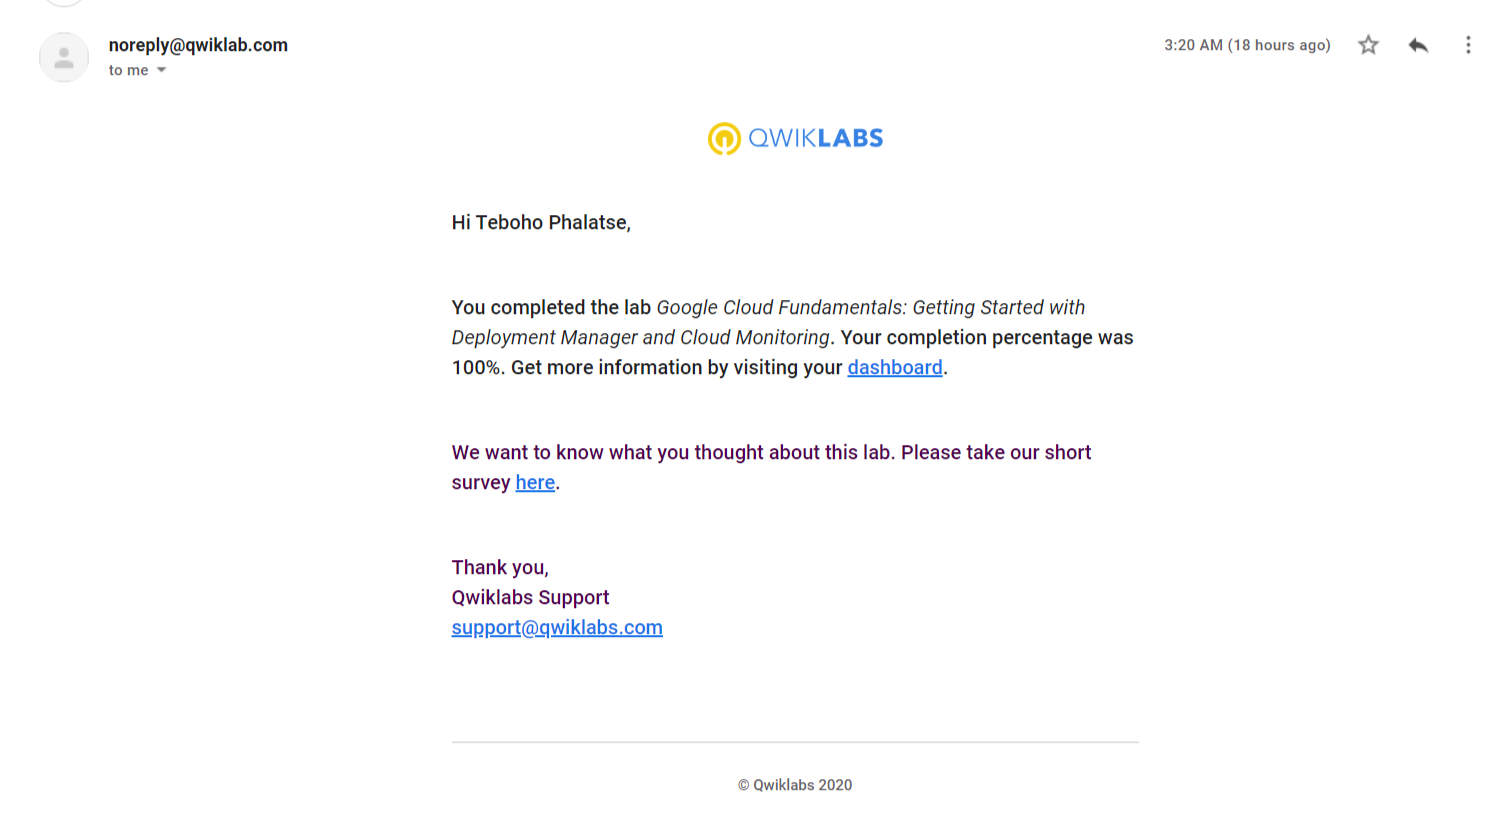 noreply@qwiklab.com
3:20 AM (18 hours ago)
to me
QWIKLABS
Hi Teboho Phalatse,
You completed the lab Google Cloud Fundamentals: Getting Started with
Deployment Manager and Cloud Monitoring. Your completion percentage was
100%. Get more information by visiting your dashboard.
We want to know what you thought about this lab. Please take our short
survey here.
Thank you,
Qwiklabs Support
support@qwiklabs.com
© Qwiklabs 2020